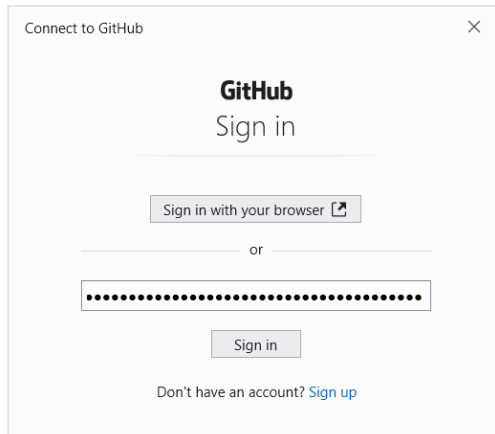 Connect to GitHub
GitHub
Sign in
Sign in with your browser
or
Sign in
Don't have an account? Sign up